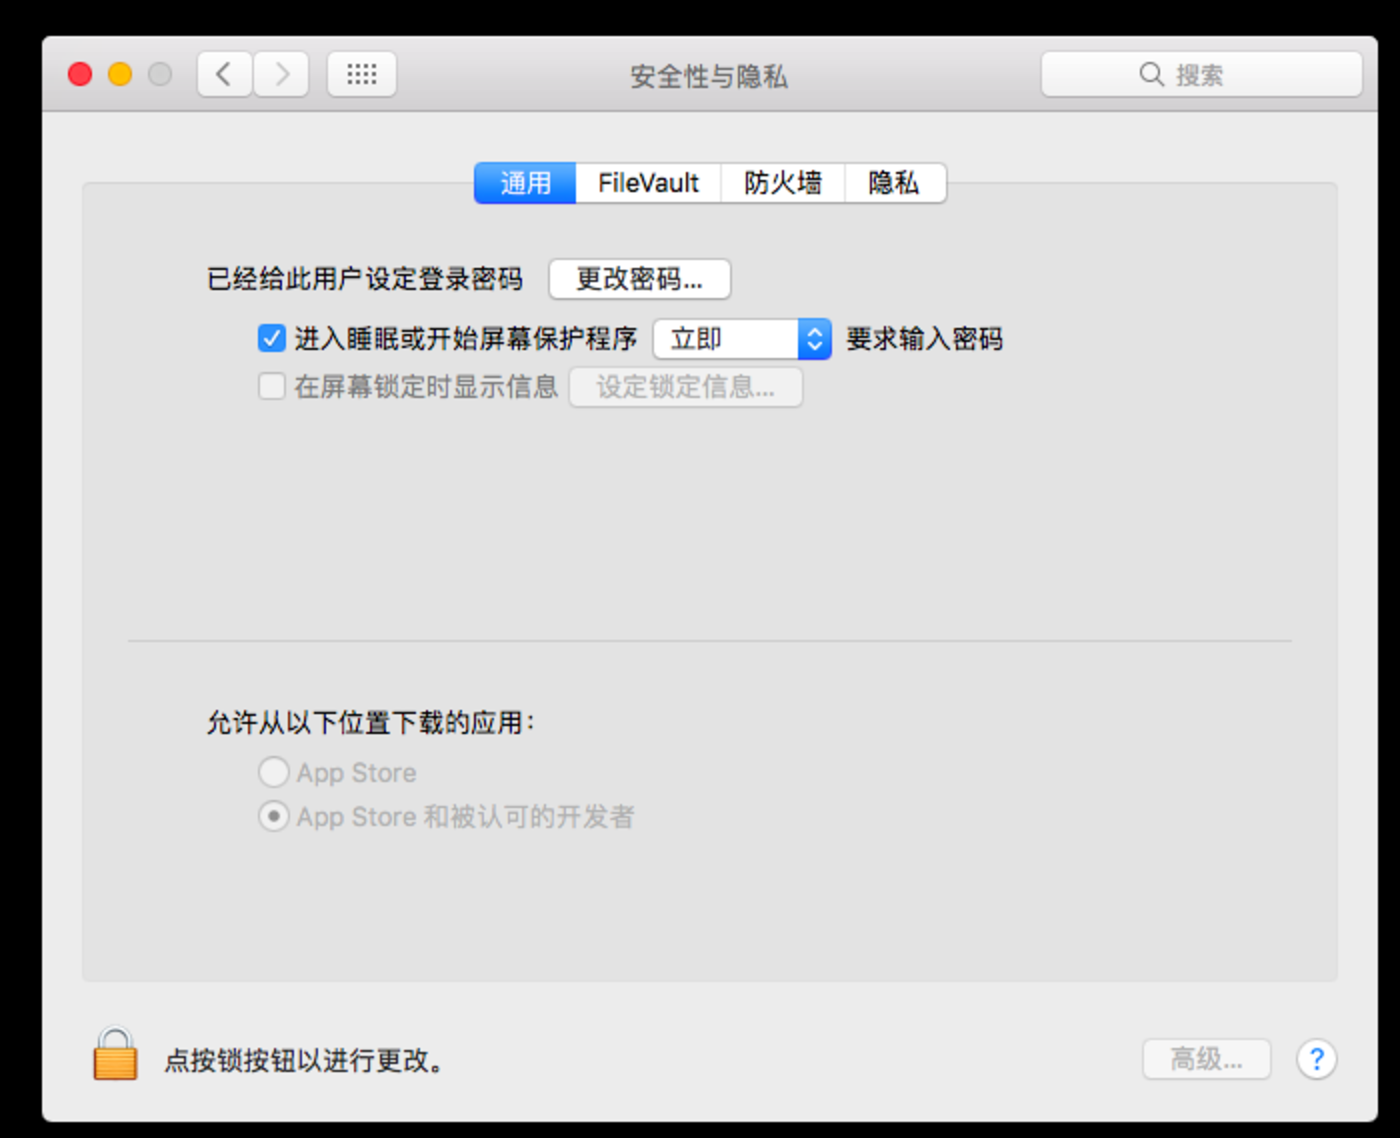 安全性与隐私
搜索
通用 FileVault 防火墙 隐私
已经给此用户设定登录密码 更改密码...
进入睡眠或开始屏幕保护程序 立即 要求输入密码
在屏幕锁定时显示信息 设定锁定信息...
允许从以下位置下载的应用：
App Store
App Store 和被认可的开发者
点按锁按钮以进行更改。
高级... ?